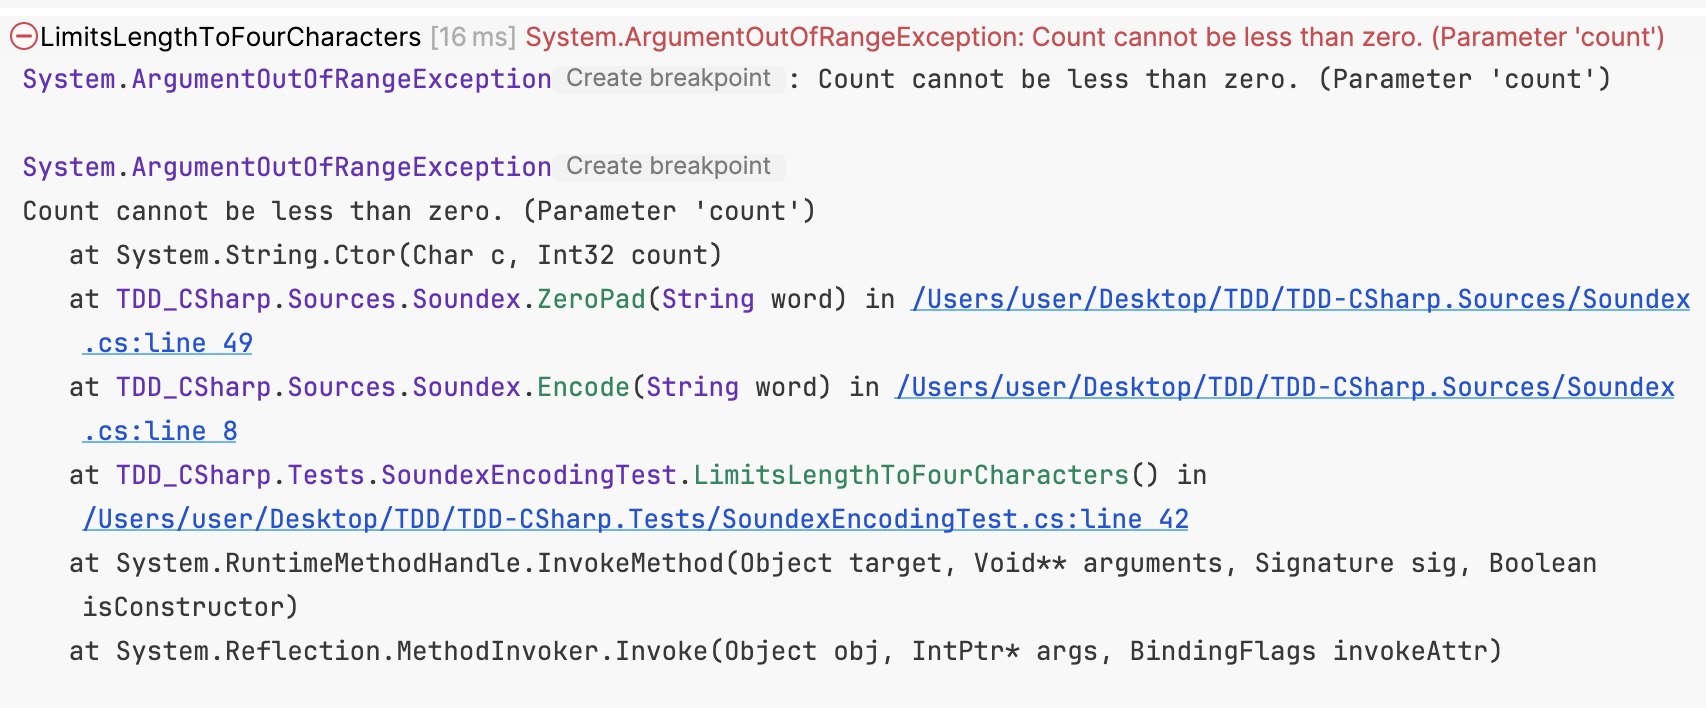 LimitsLengthToFourCharacters [16 ms] System.ArgumentOutOfRangeException: Count cannot be less than zero. (Parameter 'count')
System.ArgumentOutOfRangeException Create breakpoint : Count cannot be less than zero. (Parameter 'count')
System.ArgumentOutOfRangeException Create breakpoint
Count cannot be less than zero. (Parameter 'count')
at System.String.Ctor(Char c, Int32 count)
at TDD_CSharp.Sources.Soundex.ZeroPad(String word) in /Users/user/Desktop/TDD/TDD-CSharp.Sources/Soundex
.cs:line 49
at TDD_CSharp.Sources.Soundex.Encode(String word) in /Users/user/Desktop/TDD/TDD-CSharp.Sources/Soundex
.cs:line 8
at TDD_CSharp.Tests.SoundexEncodingTest.LimitsLengthToFourCharacters() in
/Users/user/Desktop/TDD/TDD-CSharp.Tests/SoundexEncodingTest.cs:line 42
at System.RuntimeMethodHandle.InvokeMethod(Object target, Void** arguments, Signature sig, Boolean
isConstructor)
at System.Reflection.MethodInvoker.Invoke(Object obj, IntPtr* args, BindingFlags invokeAttr)